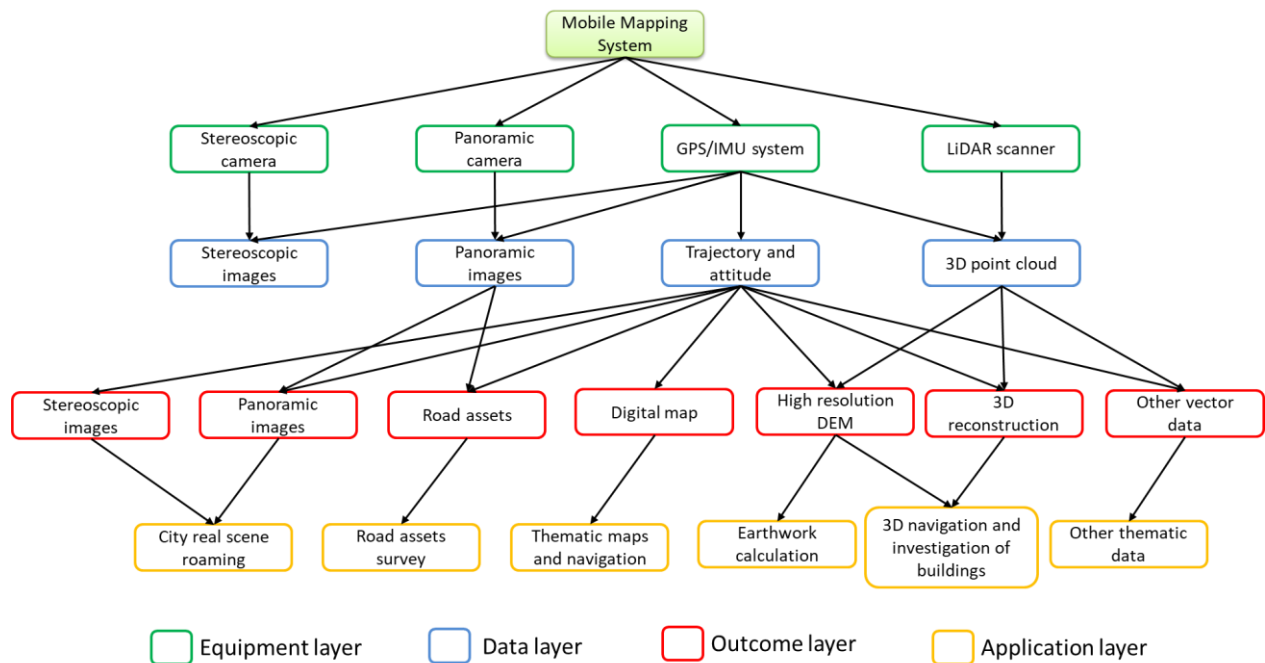 Mobile Mapping
System
Stereoscopic
camera
Panoramic
camera
GPS/IMU system
LiDAR scanner
Stereoscopic
images
Panoramic
images
Trajectory and
attitude
3D point cloud
Stereoscopic
images
Panoramic
images
Road assets
Digital map
High resolution
DEM
3D
reconstruction
Other vector
data
City real scene
roaming
Road assets
survey
Thematic maps
and navigation
Earthwork
calculation
3D navigation and
investigation of
buildings
Other thematic
data
Equipment layer
Data layer
Outcome layer
Application layer